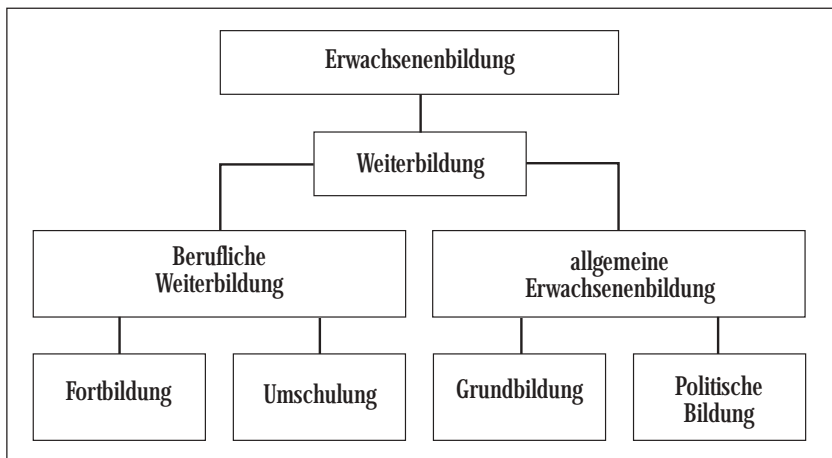 Erwachsenenbildung
Weiterbildung
Berufliche
Weiterbildung
allgemeine
Erwachsenenbildung
Fortbildung
Umschulung
Grundbildung
Politische
Bildung